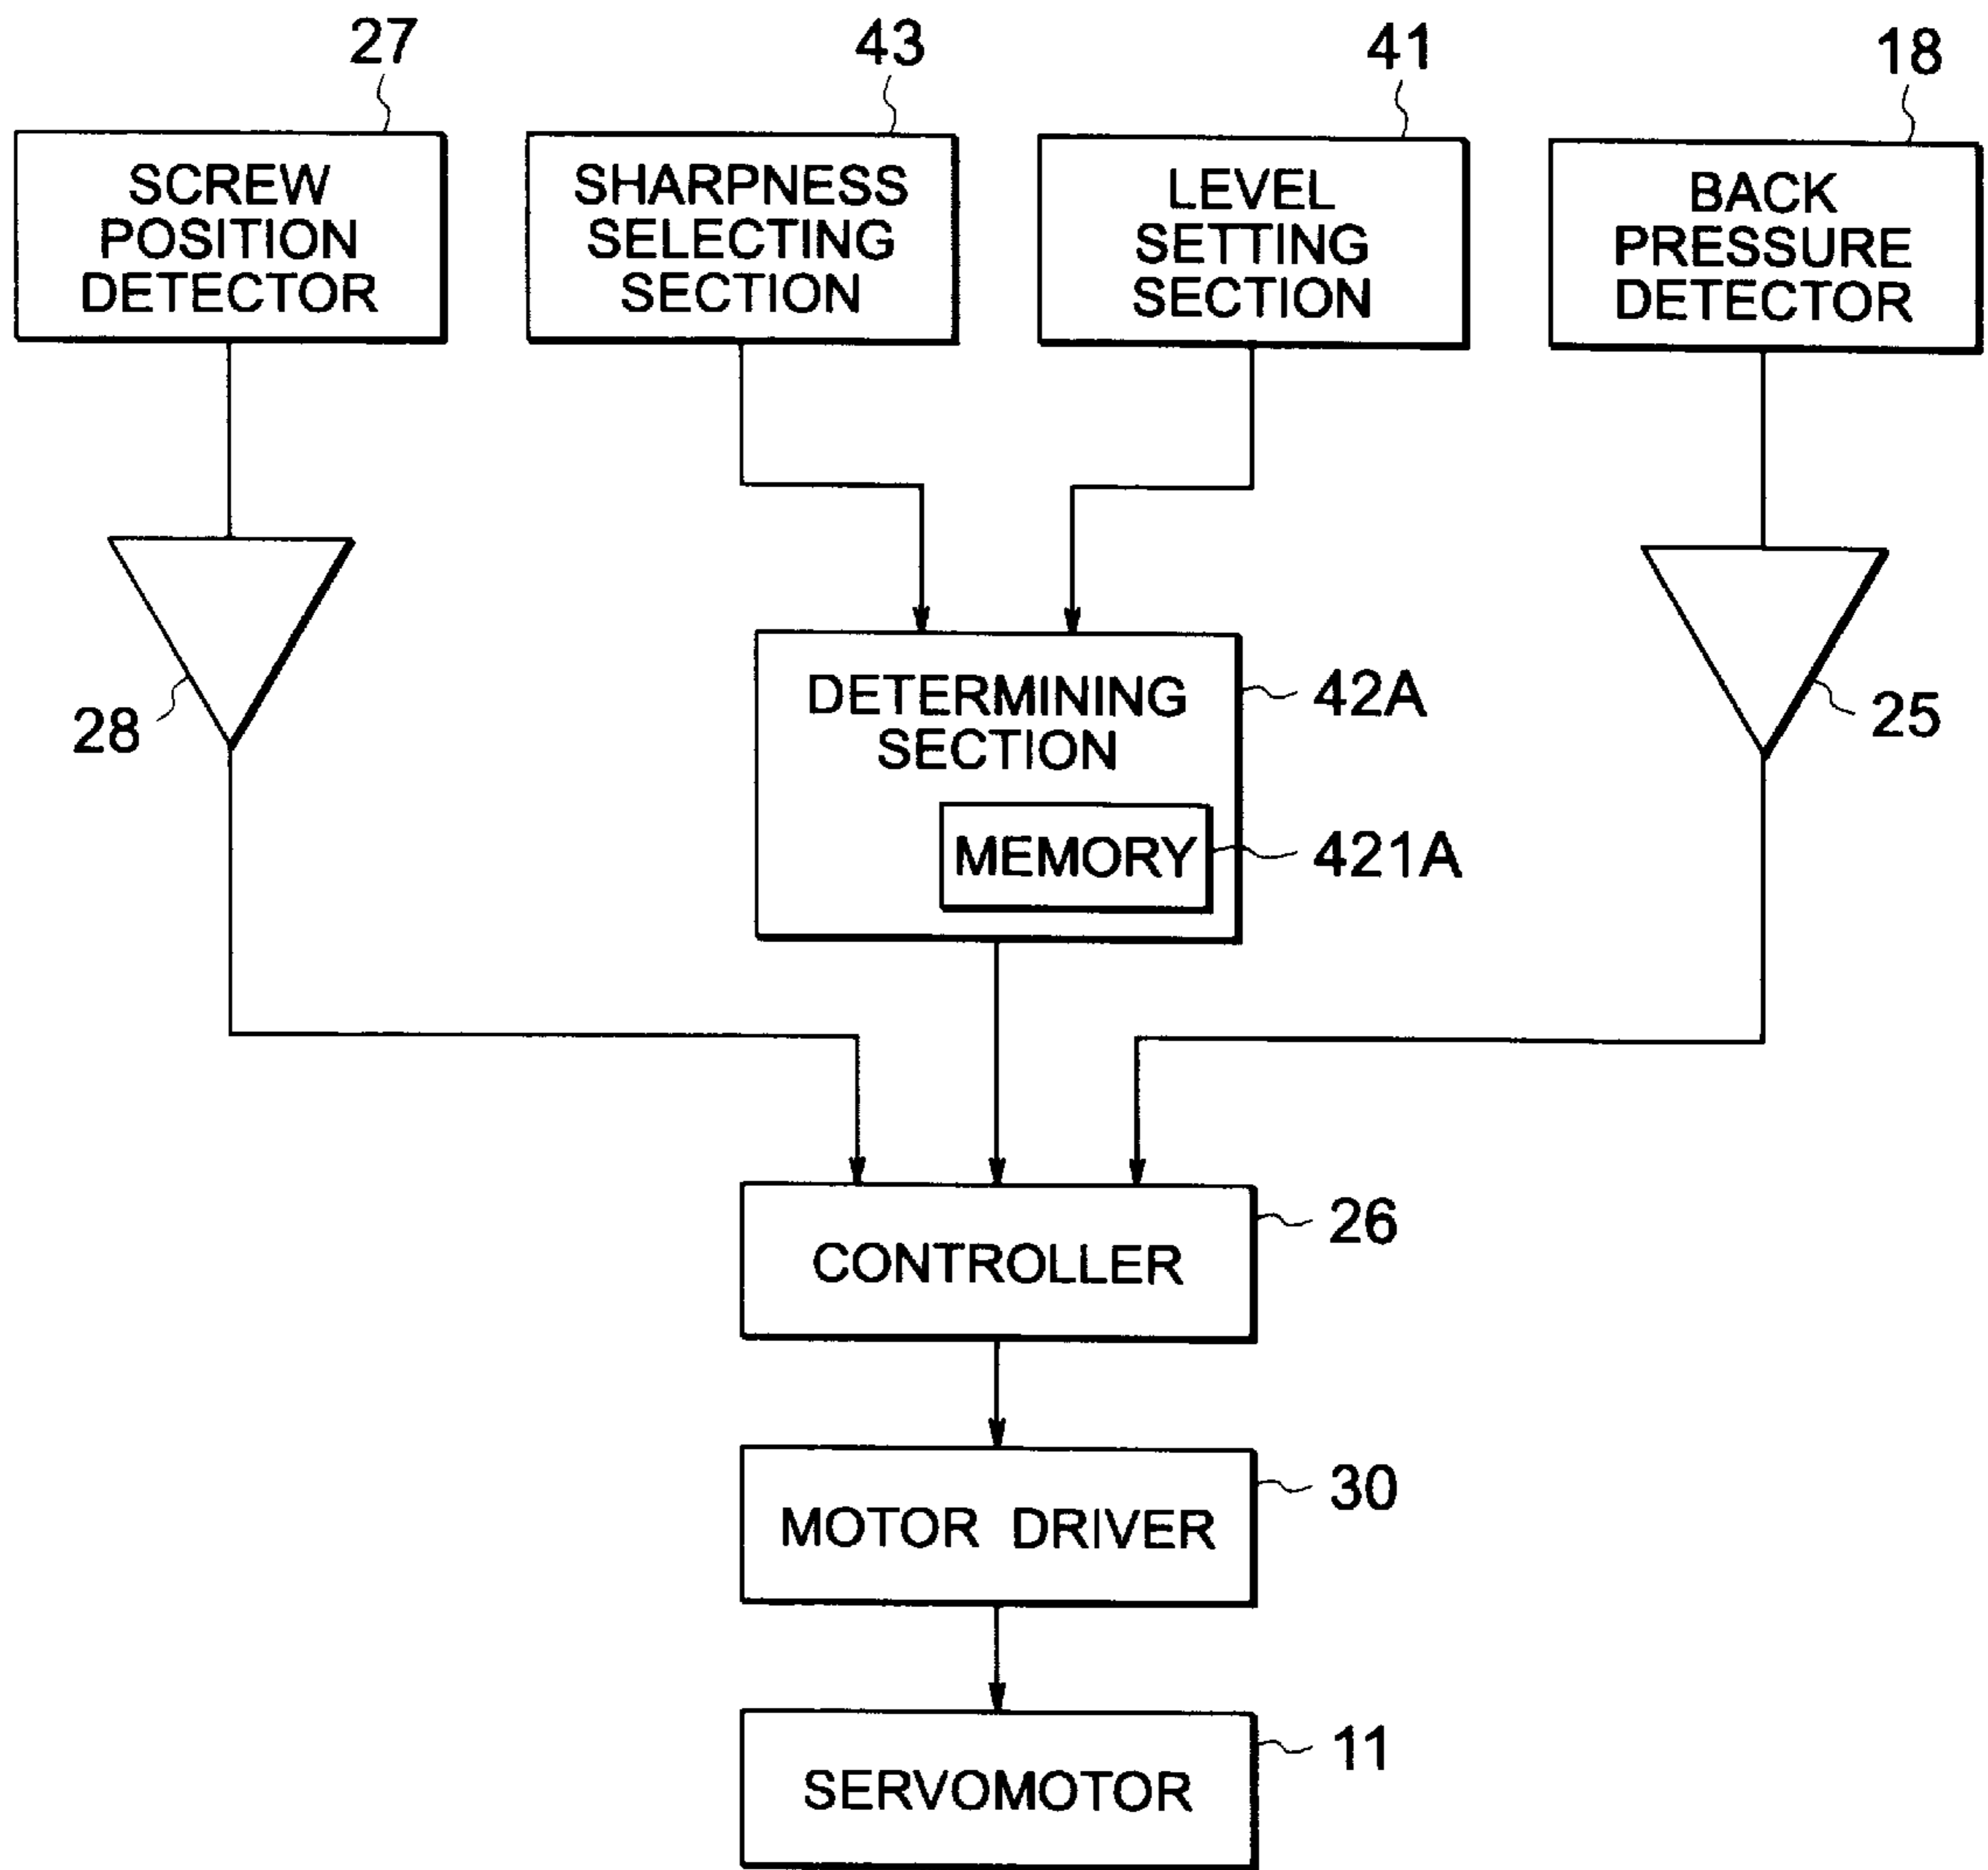 27
43
41
18
SCREW
POSITION
DETECTOR
SHARPNESS
SELECTING
SECTION
LEVEL
SETTING
SECTION
BACK
PRESSURE
DETECTOR
28
DETERMINING
SECTION
42A
25
MEMORY
421A
CONTROLLER
26
MOTOR DRIVER
30
SERVOMOTOR
11